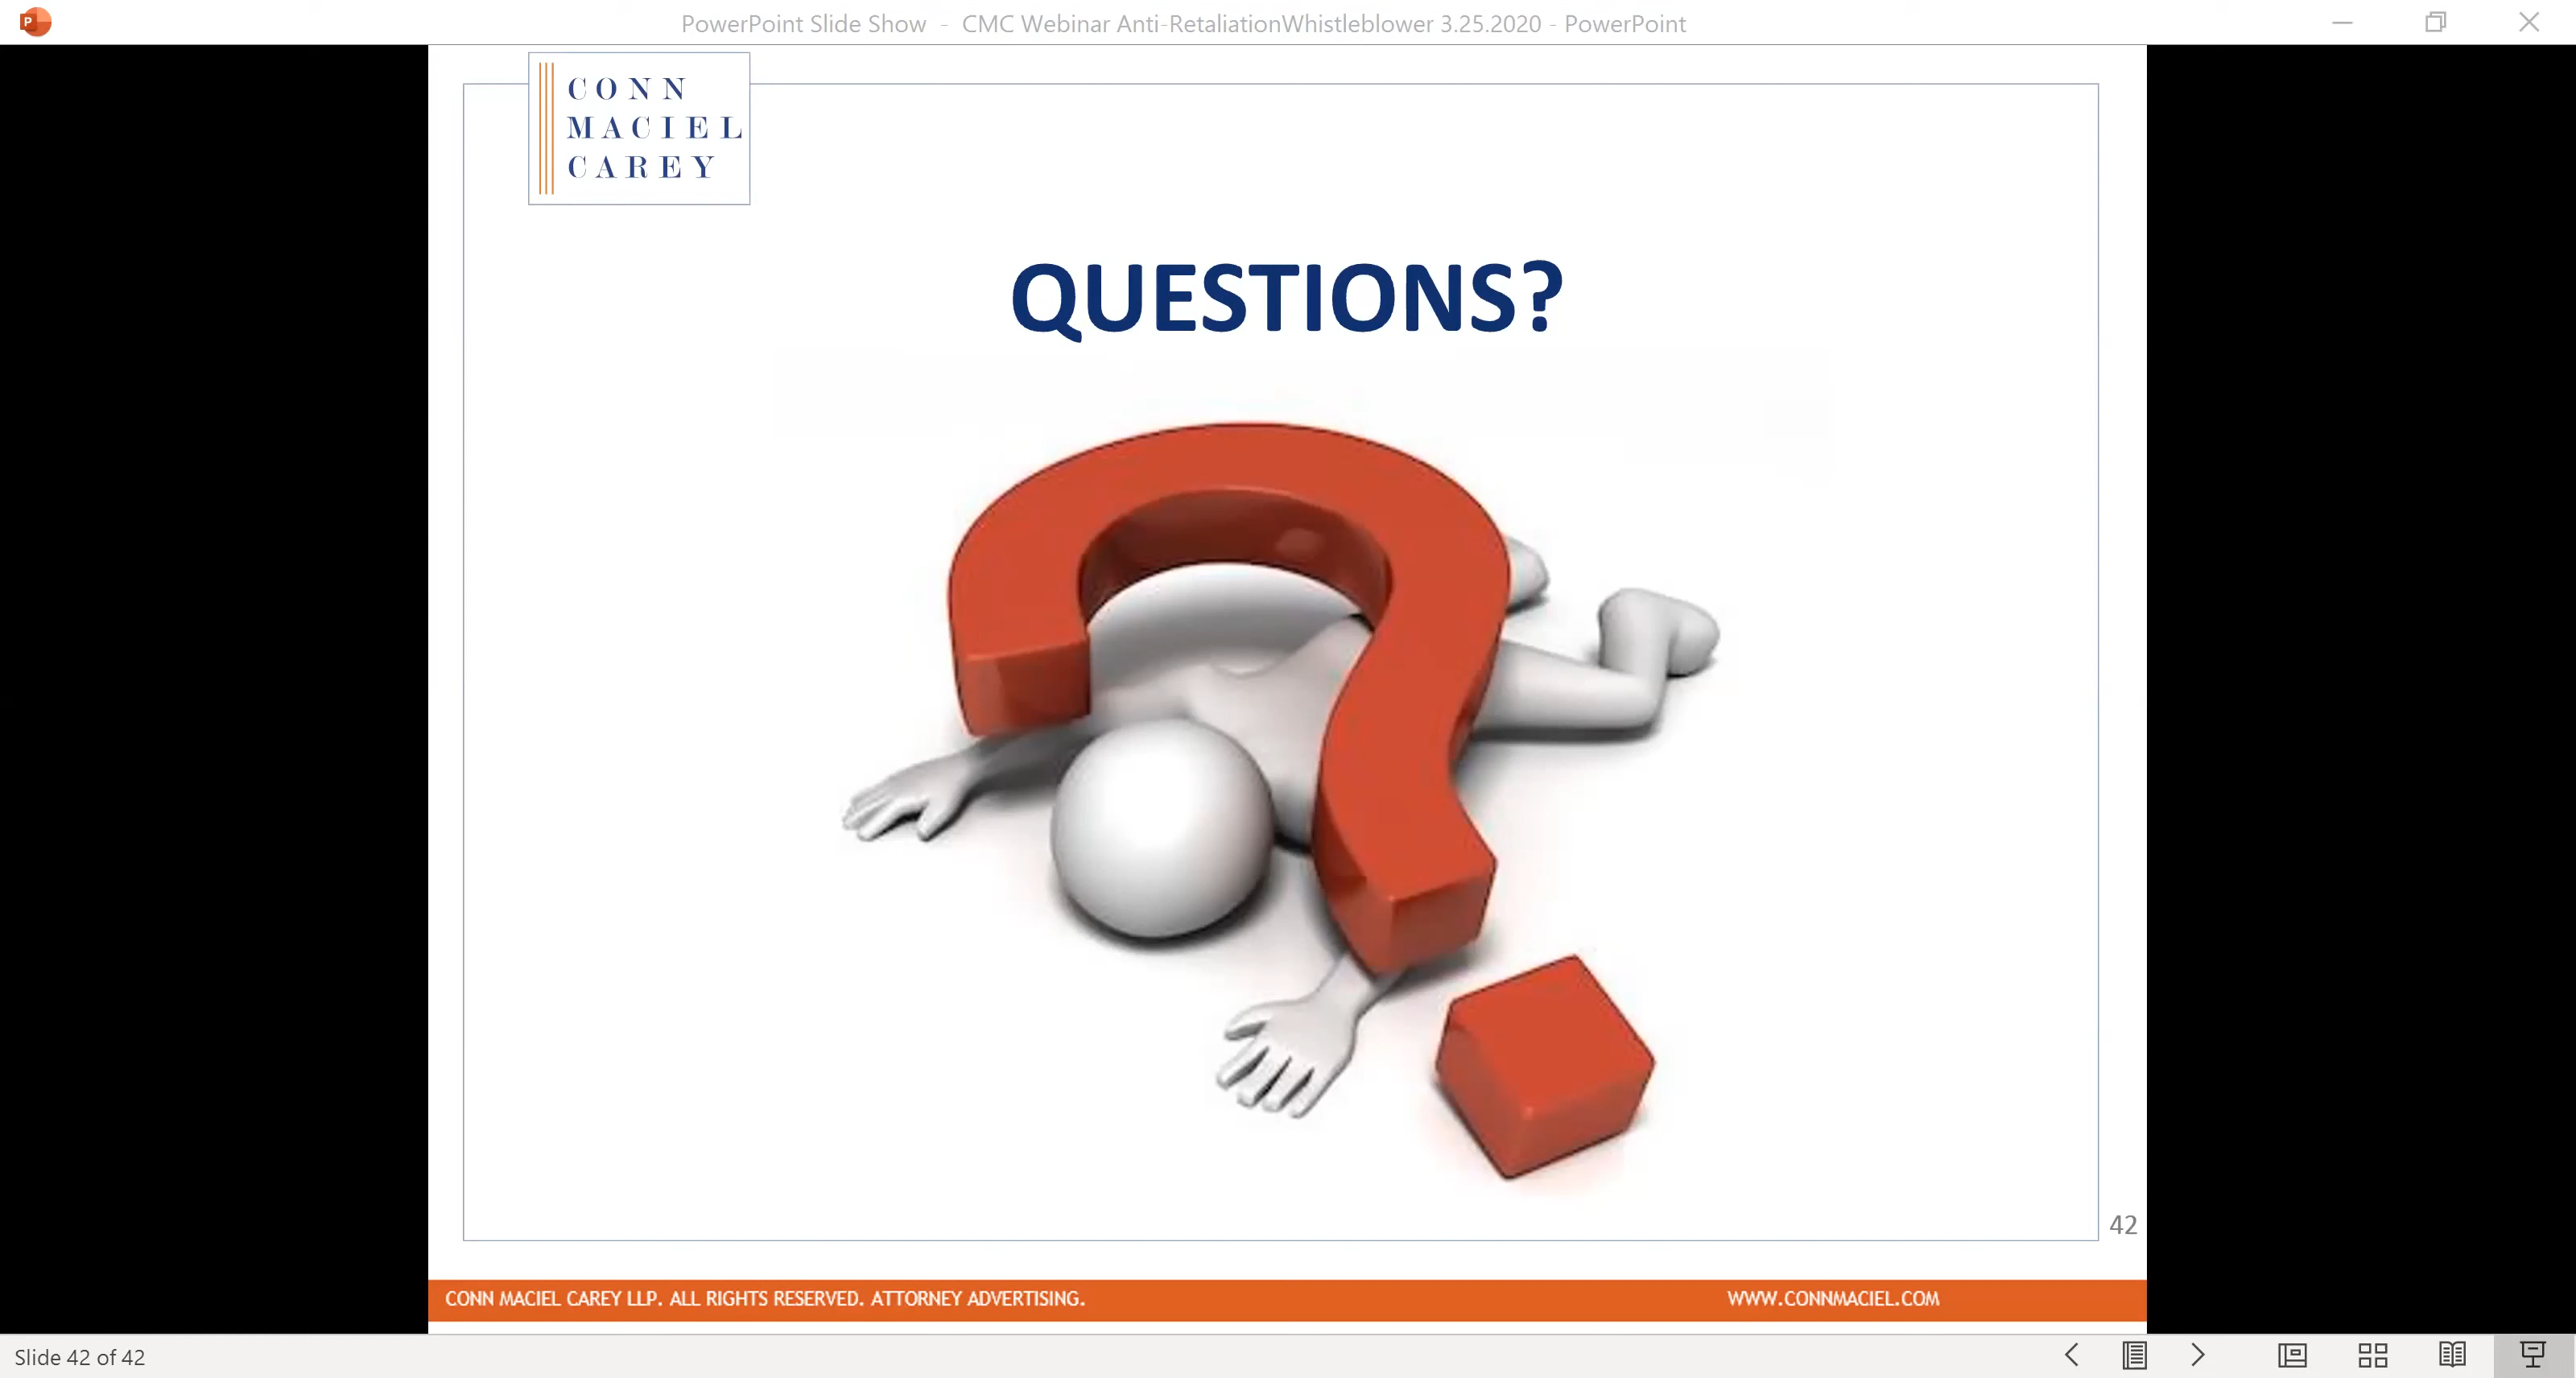 PowerPoint Slide Show - CMC Webinar Anti-RetaliationWhistleblower 3.25.2020 - PowerPoint
CONN
MACIEL
CAREY
QUESTIONS?
42
CONN MACIEL CAREY LLP. ALL RIGHTS RESERVED. ATTORNEY ADVERTISING.
WWW.CONNMACIEL.COM
Slide 42 of 42